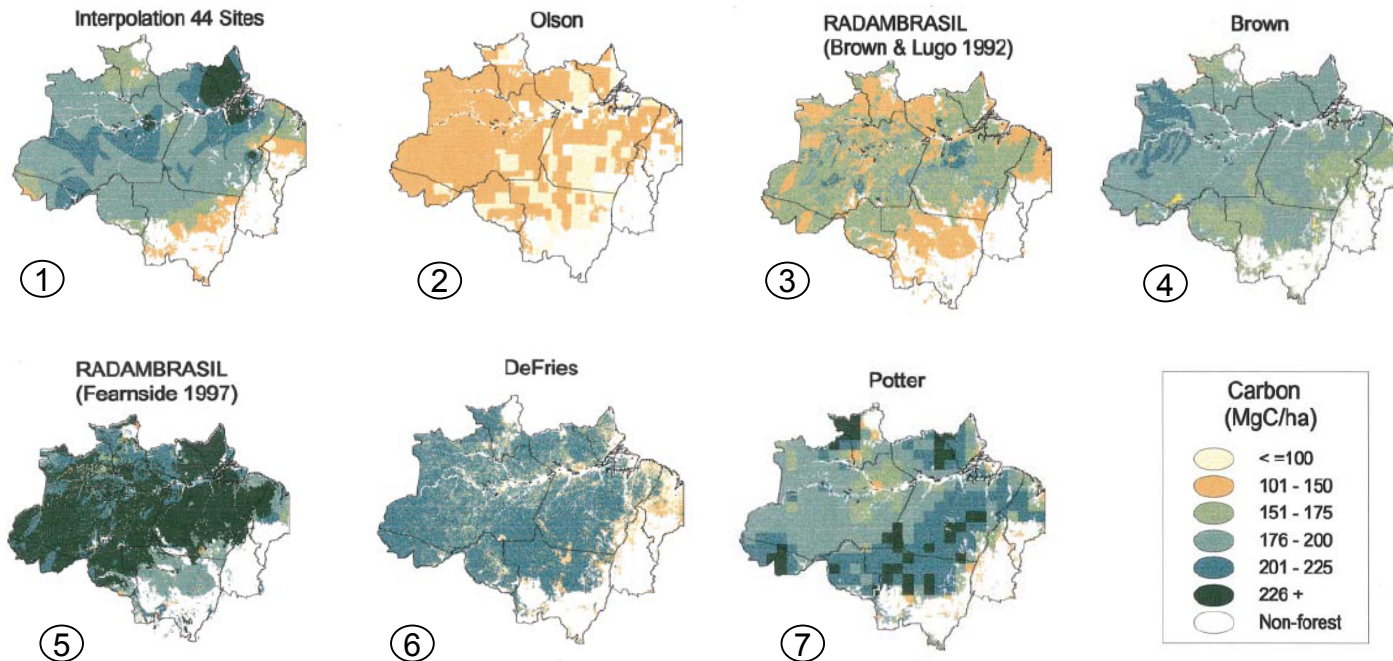 Interpolation 44 Sites
Olson
RADAMBRASIL
(Brown & Lugo 1992)
Brown
1
2
3
4
RADAMBRASIL
(Fearnside 1997)
DeFries
Potter
5
6
7
Carbon
(MgC/ha)
< =100
101 - 150
151 - 175
176 - 200
201 - 225
226 +
Non-forest